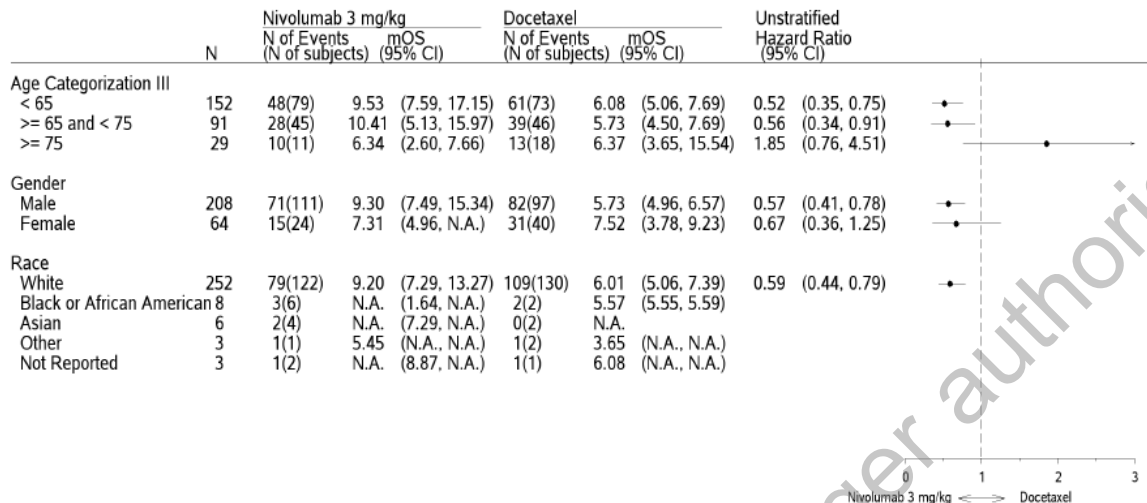 Nivolumab 3 mg/kg Docetaxel Unstratified
N of Events mOS N of Events mOS Hazard Ratio
N (N of subjects) (95% CI) (N of subjects) (95% CI) (95% CI)
Age Categorization III
< 65 152 48(79) 9.53 (7.59, 17.15) 61(73) 6.08 (5.06, 7.69) 0.52 (0.35, 0.75)
>= 65 and < 75 91 28(45) 10.41 (5.13, 15.97) 39(46) 5.73 (4.50, 7.69) 0.56 (0.34, 0.91)
>= 75 29 10(11) 6.34 (2.60, 7.66) 13(18) 6.37 (3.65, 15.54) 1.85 (0.76, 4.51)
Gender
Male 208 71(111) 9.30 (7.49, 15.34) 82(97) 5.73 (4.96, 6.57) 0.57 (0.41, 0.78)
Female 64 15(24) 7.31 (4.96, N.A.) 31(40) 7.52 (3.78, 9.23) 0.67 (0.36, 1.25)
Race
White 252 79(122) 9.20 (7.29, 13.27) 109(130) 6.01 (5.06, 7.39) 0.59 (0.44, 0.79)
Black or African American 8 3(6) N.A. (1.64, N.A.) 2(2) 5.57 (5.55, 5.59)
Asian 6 2(4) N.A. (7.29, N.A.) 0(2) N.A.
Other 3 1(1) 5.45 (N.A., N.A.) 1(2) 3.65 (N.A., N.A.)
Not Reported 3 1(2) N.A. (8.87, N.A.) 1(1) 6.08 (N.A., N.A.)
0 1 2 3
Nivolumab 3 mg/kg <----> Docetaxel
ger authori